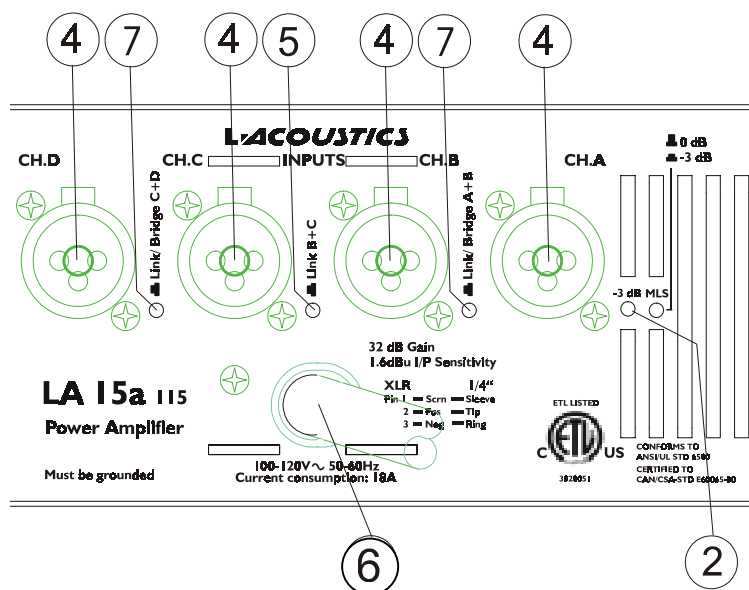 4 7 4 5 4 7 4
L-ACOUSTICS
CH.D CH.C INPUTS CH.B CH.A
0 dB
-3 dB
Link/ Bridge C+D
Link B+C
Link/ Bridge A+B
-3 dB MLS
32 dB Gain
1.6dBu I/P Sensitivity
XLR 1/4"
Pin 1 Scrn Sleeve
2 Pos Tip
3 Neg Ring
LA 15a 115
Power Amplifier
Must be grounded
100-120V~ 50-60Hz
Current consumption: 18A
ETL LISTED
C ETL US
3020051
CONFORMS TO
ANSI/UL STD 6500
CERTIFIED TO
CAN/CSA-STD E60065-00
6 2